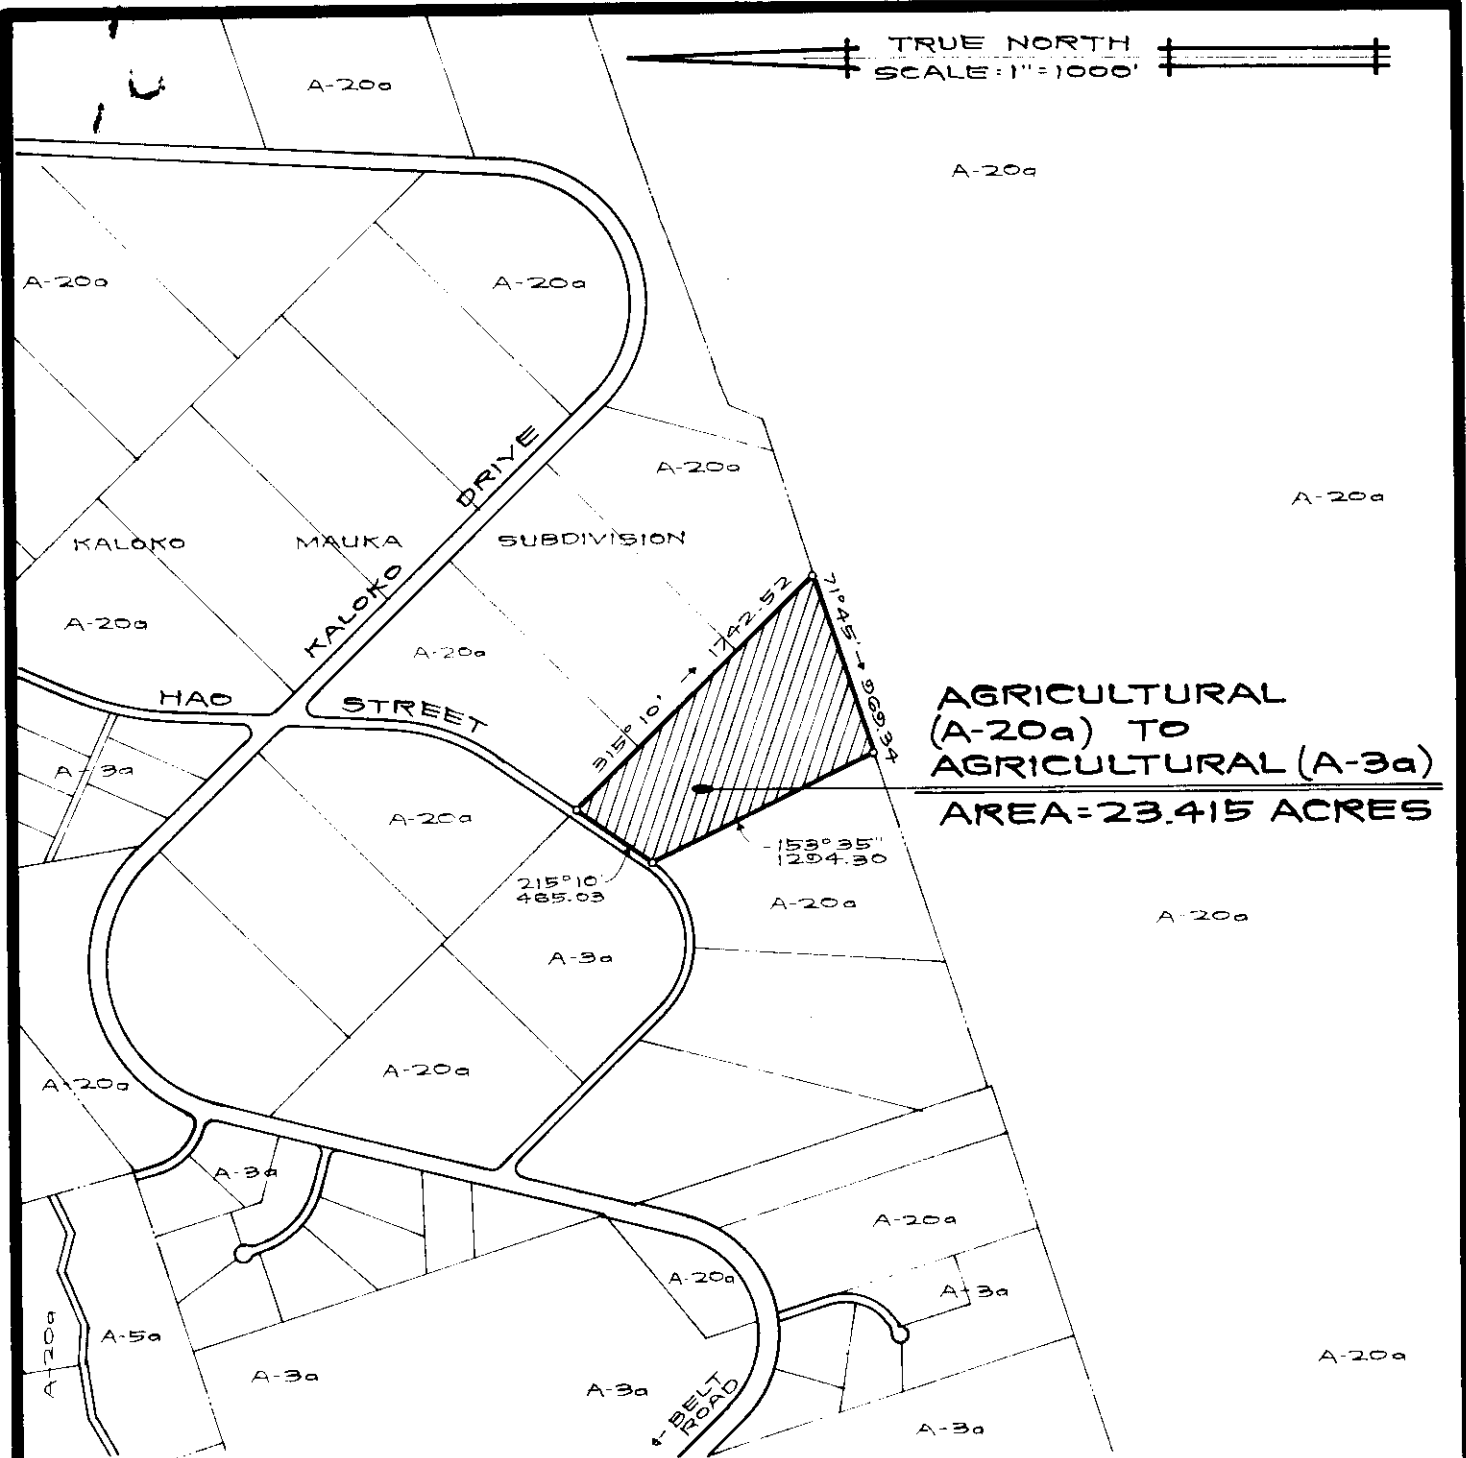 TRUE NORTH
SCALE: 1"=1000'
A-20a
A-20a
A-20a
A-20a
A-20a
A-20a
KALOKO DRIVE
KALOKO MAUKA SUBDIVISION
A-20a
A-20a
HAO STREET
A-3a
A-20a
315° 10' → 1742.52
71°45' → 969.34
AGRICULTURAL
(A-20a) TO
AGRICULTURAL (A-3a)
AREA=23.415 ACRES
153°35"
1294.30
215°10'
465.03
A-20a
A-20a
A-3a
A-20a
A-20a
A-3a
A-20a
A-20a
A-3a
A-20a
A-5a
A-3a
A-3a
BELT
ROAD
A-20a
A-3a